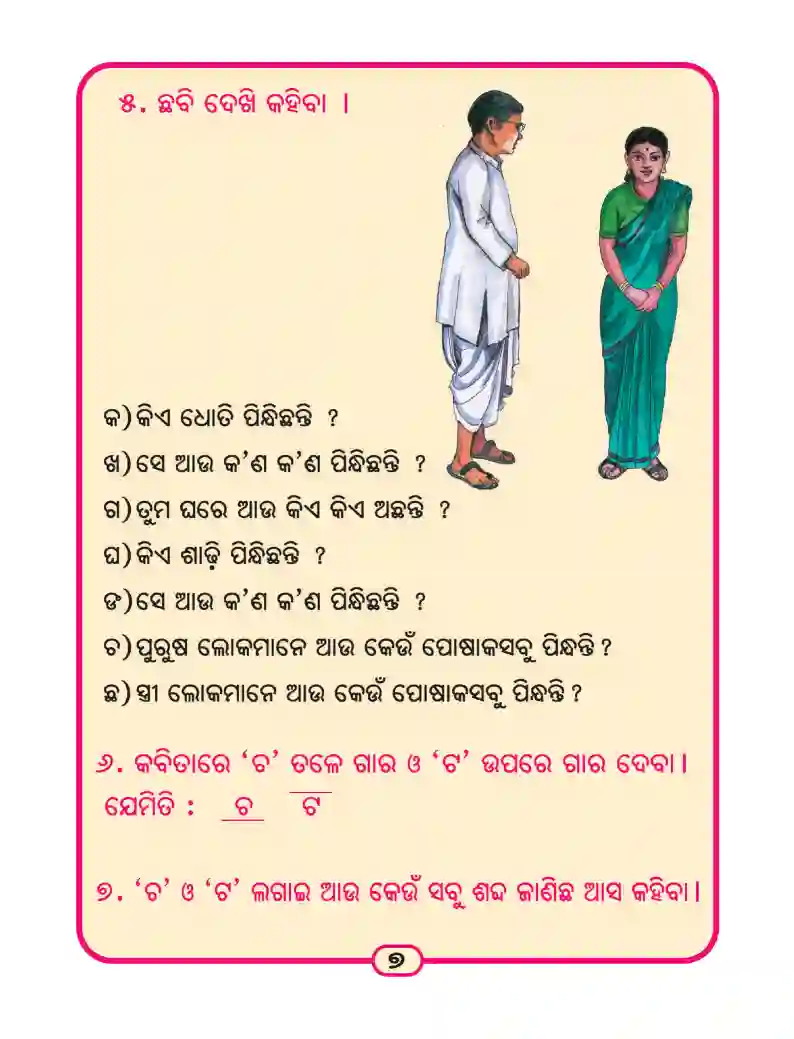 ୫. ଛବି ଦେଖି କହିବା ।
କ) କିଏ ଧୋତି ପିନ୍ଧିଛନ୍ତି ?
ଖ) ସେ ଆଉ କ'ଣ କ'ଣ ପିନ୍ଧିଛନ୍ତି ?
ଗ) ତୁମ ଘରେ ଆଉ କିଏ କିଏ ଅଛନ୍ତି ?
ଘ) କିଏ ଶାଢ଼ି ପିନ୍ଧିଛନ୍ତି ?
ଙ) ସେ ଆଉ କ'ଣ କ'ଣ ପିନ୍ଧିଛନ୍ତି ?
ଚ) ପୁରୁଷ ଲୋକମାନେ ଆଉ କେଉଁ ପୋଷାକସବୁ ପିନ୍ଧନ୍ତି ?
ଛ) ସ୍ତ୍ରୀ ଲୋକମାନେ ଆଉ କେଉଁ ପୋଷାକସବୁ ପିନ୍ଧନ୍ତି ?
୬. କବିତାରେ ‘ଚ’ ତଳେ ଗାର ଓ ‘ଟ’ ଉପରେ ଗାର ଦେବା ।
ଯେମିତି : ଚ ଟ
୭. ‘ଚ’ ଓ ‘ଟ’ ଲଗାଇ ଆଉ କେଉଁ ସବୁ ଶବ୍ଦ ଜାଣିଛ ଆସ କହିବା ।
୭